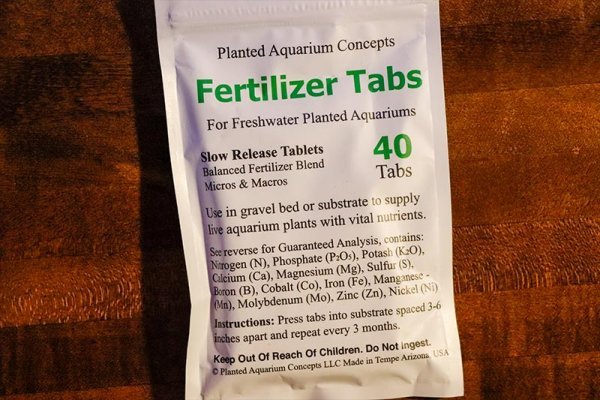 Planted Aquarium Concepts
Fertilizer Tabs
For Freshwater Planted Aquariums
Slow Release Tablets
Balanced Fertilizer Blend
Micros & Macros
40
Tabs
Use in gravel bed or substrate to supply
live aquarium plants with vital nutrients.
See reverse for Guaranteed Analysis, contains:
Nitrogen (N), Phosphate (P₂O₅), Potash (K₂O),
Calcium (Ca), Magnesium (Mg), Sulfur (S),
Boron (B), Cobalt (Co), Iron (Fe), Manganese -
(Mn), Molybdenum (Mo), Zinc (Zn), Nickel (Ni)
Instructions: Press tabs into substrate spaced 3-6
inches apart and repeat every 3 months.
Keep Out Of Reach Of Children. Do Not Ingest.
© Planted Aquarium Concepts LLC Made in Tempe Arizona, USA